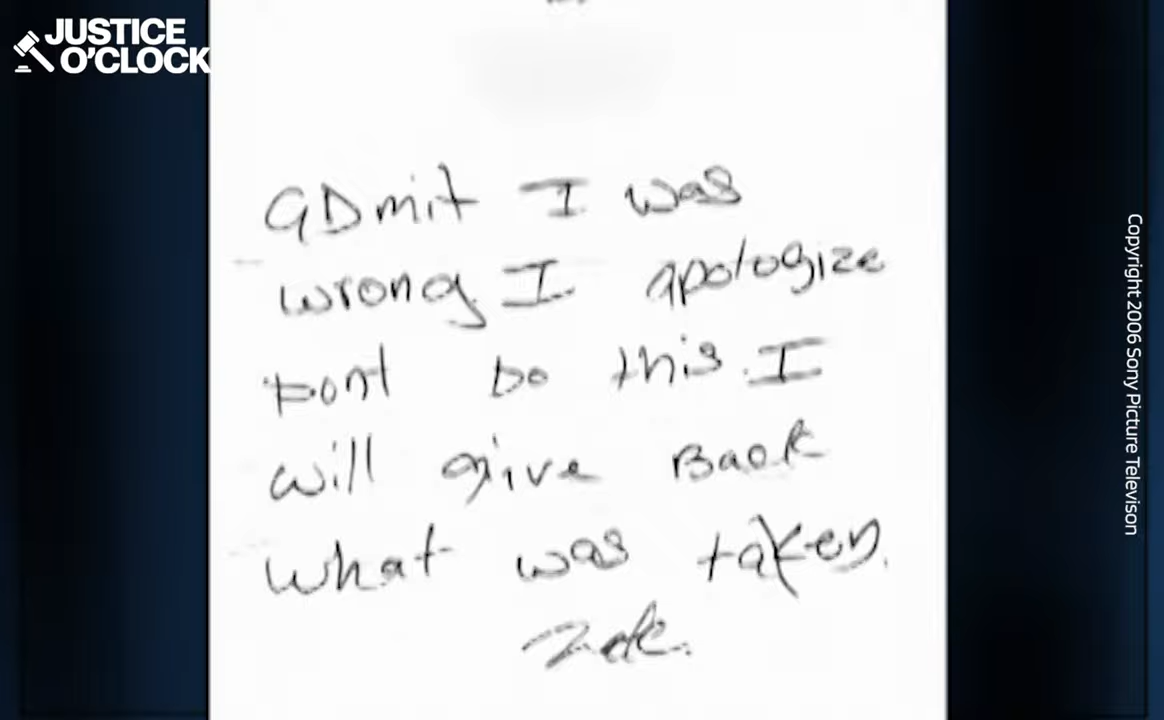 JUSTICE
O'CLOCK
aDmit I was
wrong. I apologize
Dont Do this. I
will give Back
what was taken.
Copyright 2006 Sony Picture Televison